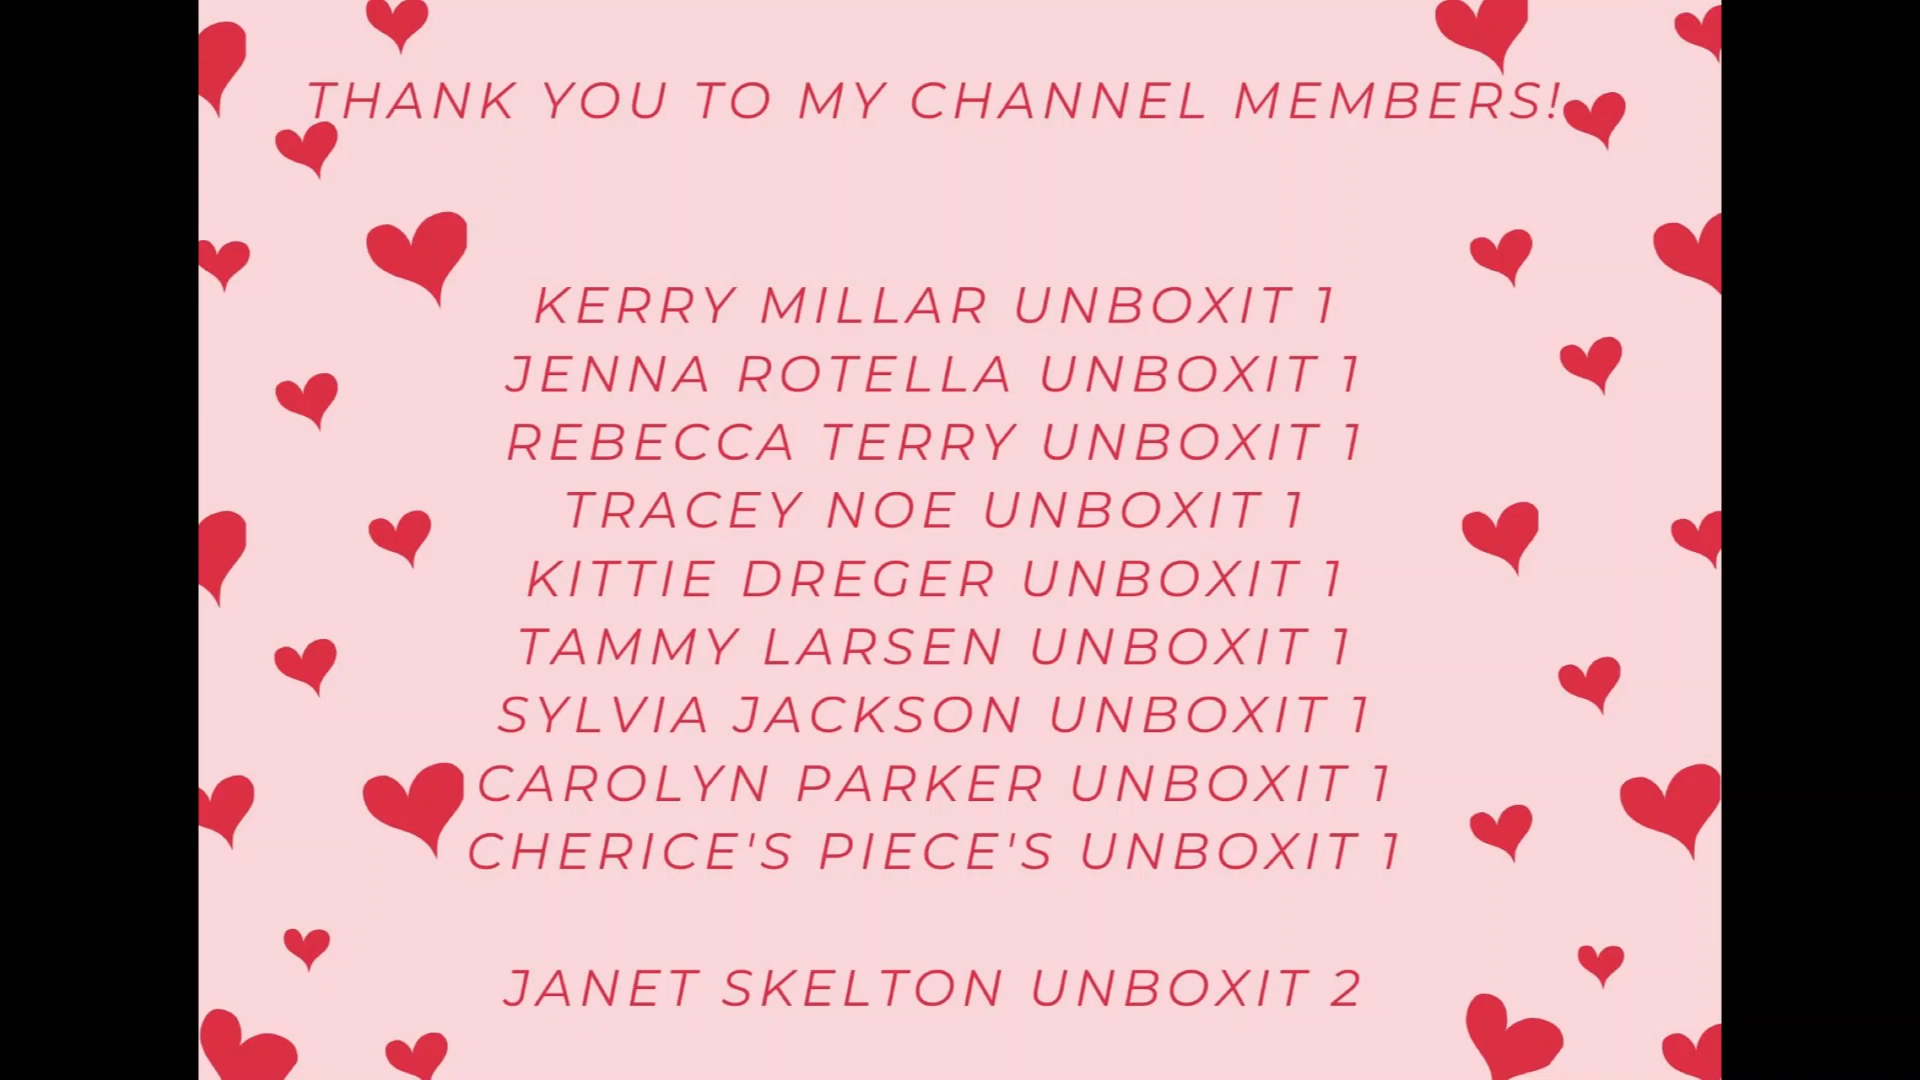 THANK YOU TO MY CHANNEL MEMBERS!
KERRY MILLAR UNBOXIT 1
JENNA ROTELLA UNBOXIT 1
REBECCA TERRY UNBOXIT 1
TRACEY NOE UNBOXIT 1
KITTIE DREGER UNBOXIT 1
TAMMY LARSEN UNBOXIT 1
SYLVIA JACKSON UNBOXIT 1
CAROLYN PARKER UNBOXIT 1
CHERICE'S PIECE'S UNBOXIT 1
JANET SKELTON UNBOXIT 2